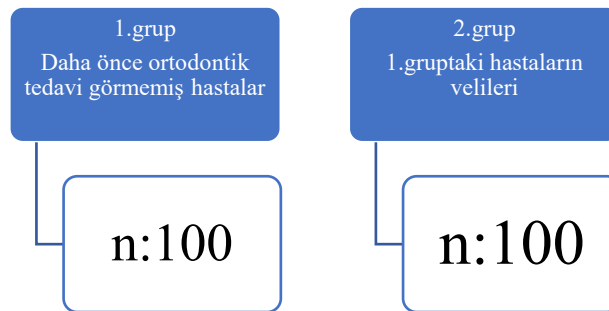 1.grup
Daha önce ortodontik
tedavi görmemiş hastalar
n:100
2.grup
1.gruptaki hastaların
velileri
n:100